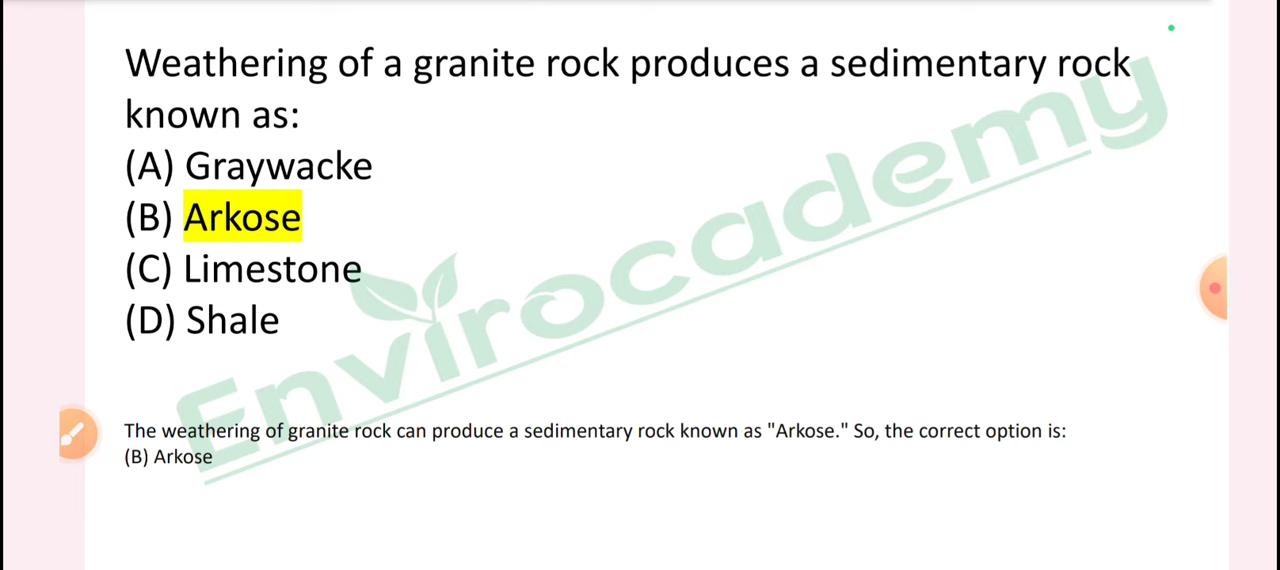 Weathering of a granite rock produces a sedimentary rock
known as:
(A) Graywacke
(B) Arkose
(C) Limestone
(D) Shale
Envirocademy
The weathering of granite rock can produce a sedimentary rock known as "Arkose." So, the correct option is:
(B) Arkose